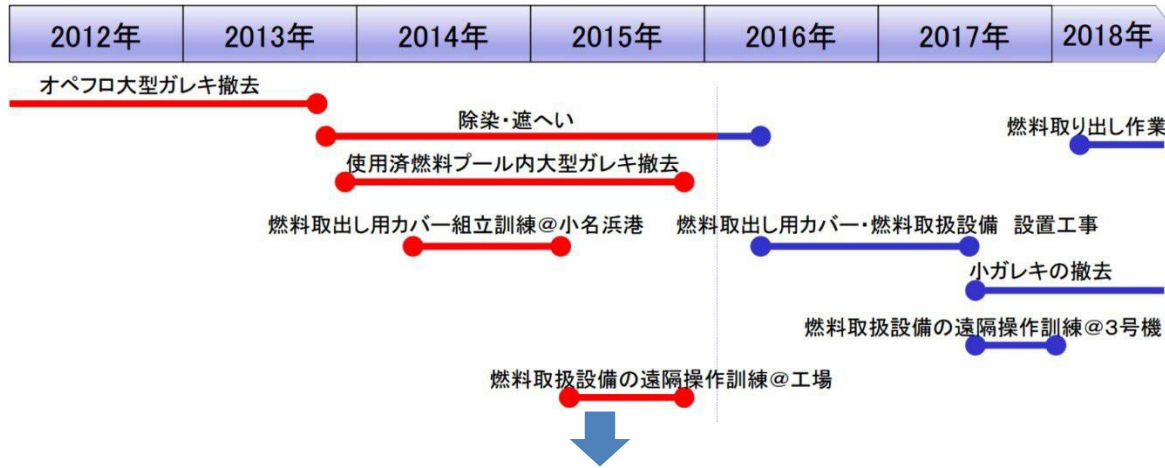 2012年 2013年 2014年 2015年 2016年 2017年 2018年
オペフロ大型ガレキ撤去
除染・遮へい
燃料取り出し作業
使用済燃料プール内大型ガレキ撤去
燃料取出し用カバー組立訓練@小名浜港
燃料取出し用カバー・燃料取扱設備 設置工事
小ガレキの撤去
燃料取扱設備の遠隔操作訓練@3号機
燃料取扱設備の遠隔操作訓練@工場